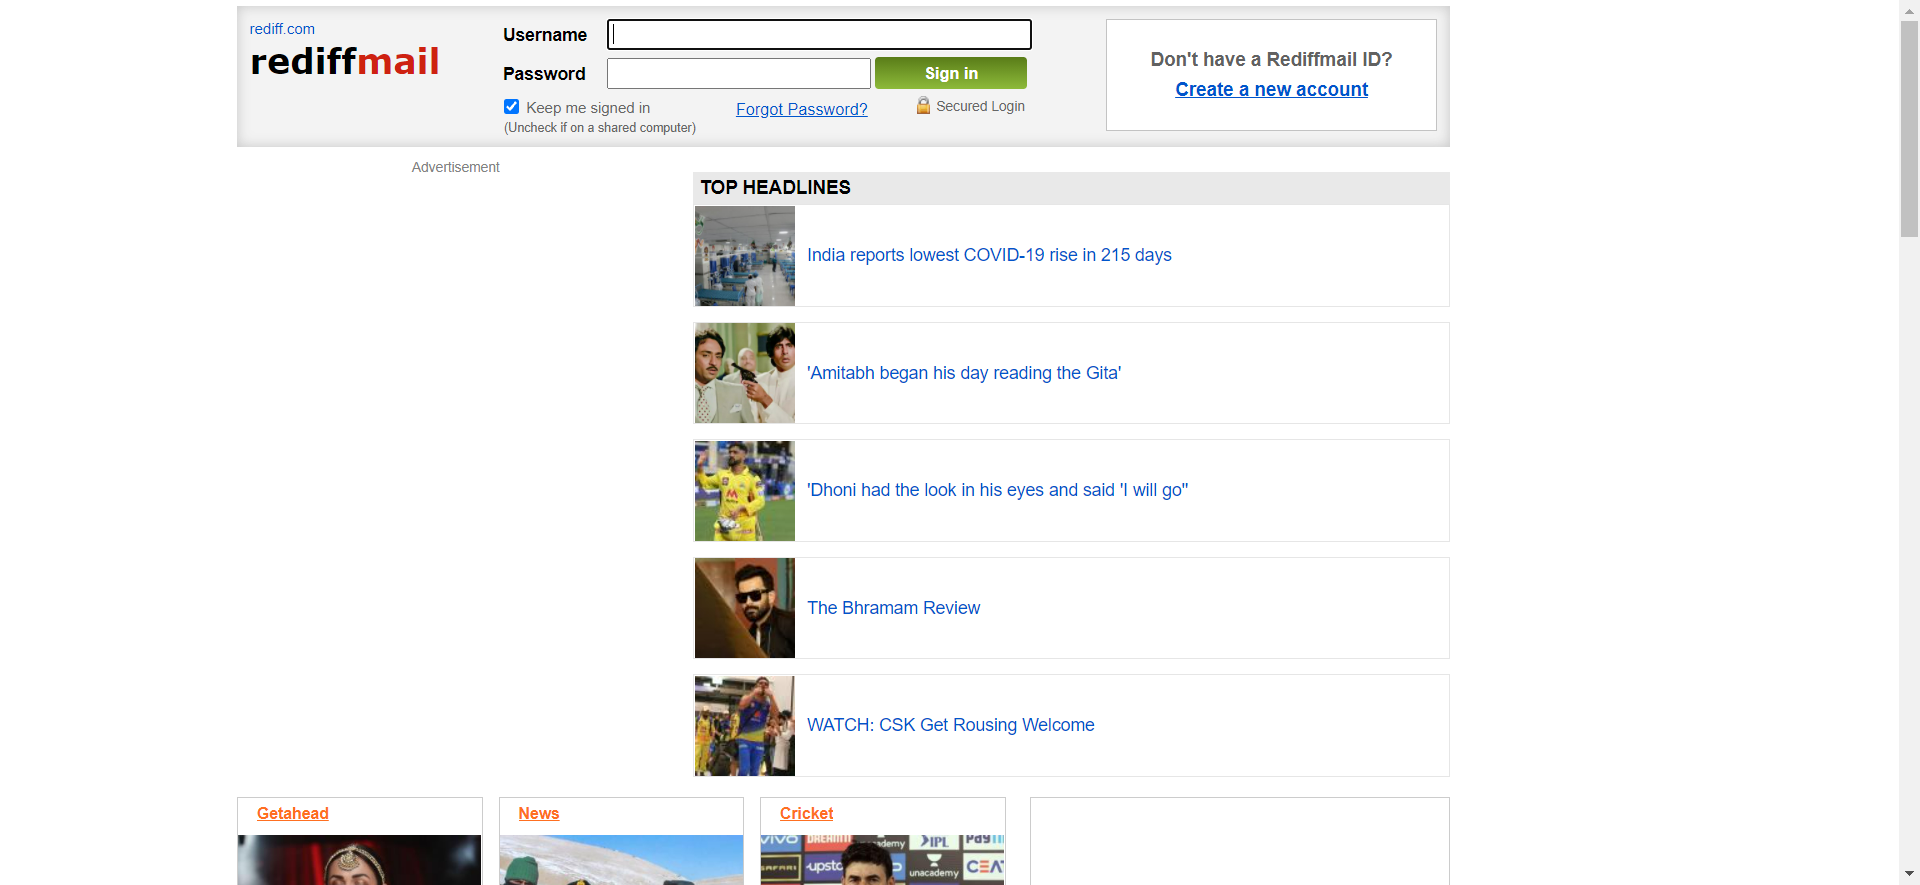 rediff.com
rediffmail
Username
Password
Sign in
Keep me signed in
(Uncheck if on a shared computer)
Forgot Password?
Secured Login
Don't have a Rediffmail ID?
Create a new account
Advertisement
TOP HEADLINES
India reports lowest COVID-19 rise in 215 days
'Amitabh began his day reading the Gita'
'Dhoni had the look in his eyes and said 'I will go''
The Bhramam Review
WATCH: CSK Get Rousing Welcome
Getahead
News
Cricket
VIVO
IPL
unacademy